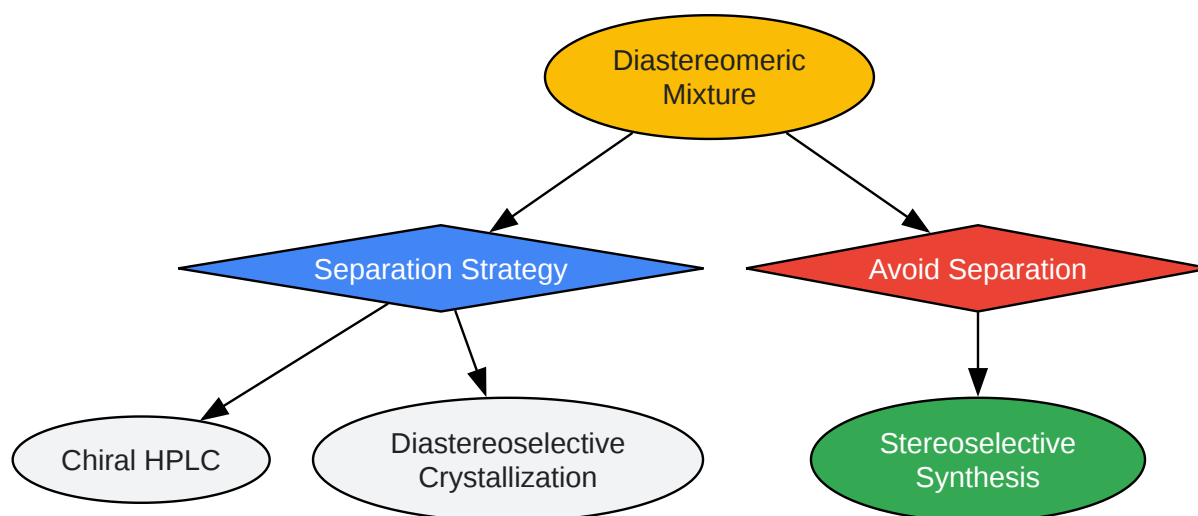 Diastereomeric
Mixture
Separation Strategy
Avoid Separation
Chiral HPLC
Diastereoselective
Crystallization
Stereoselective
Synthesis